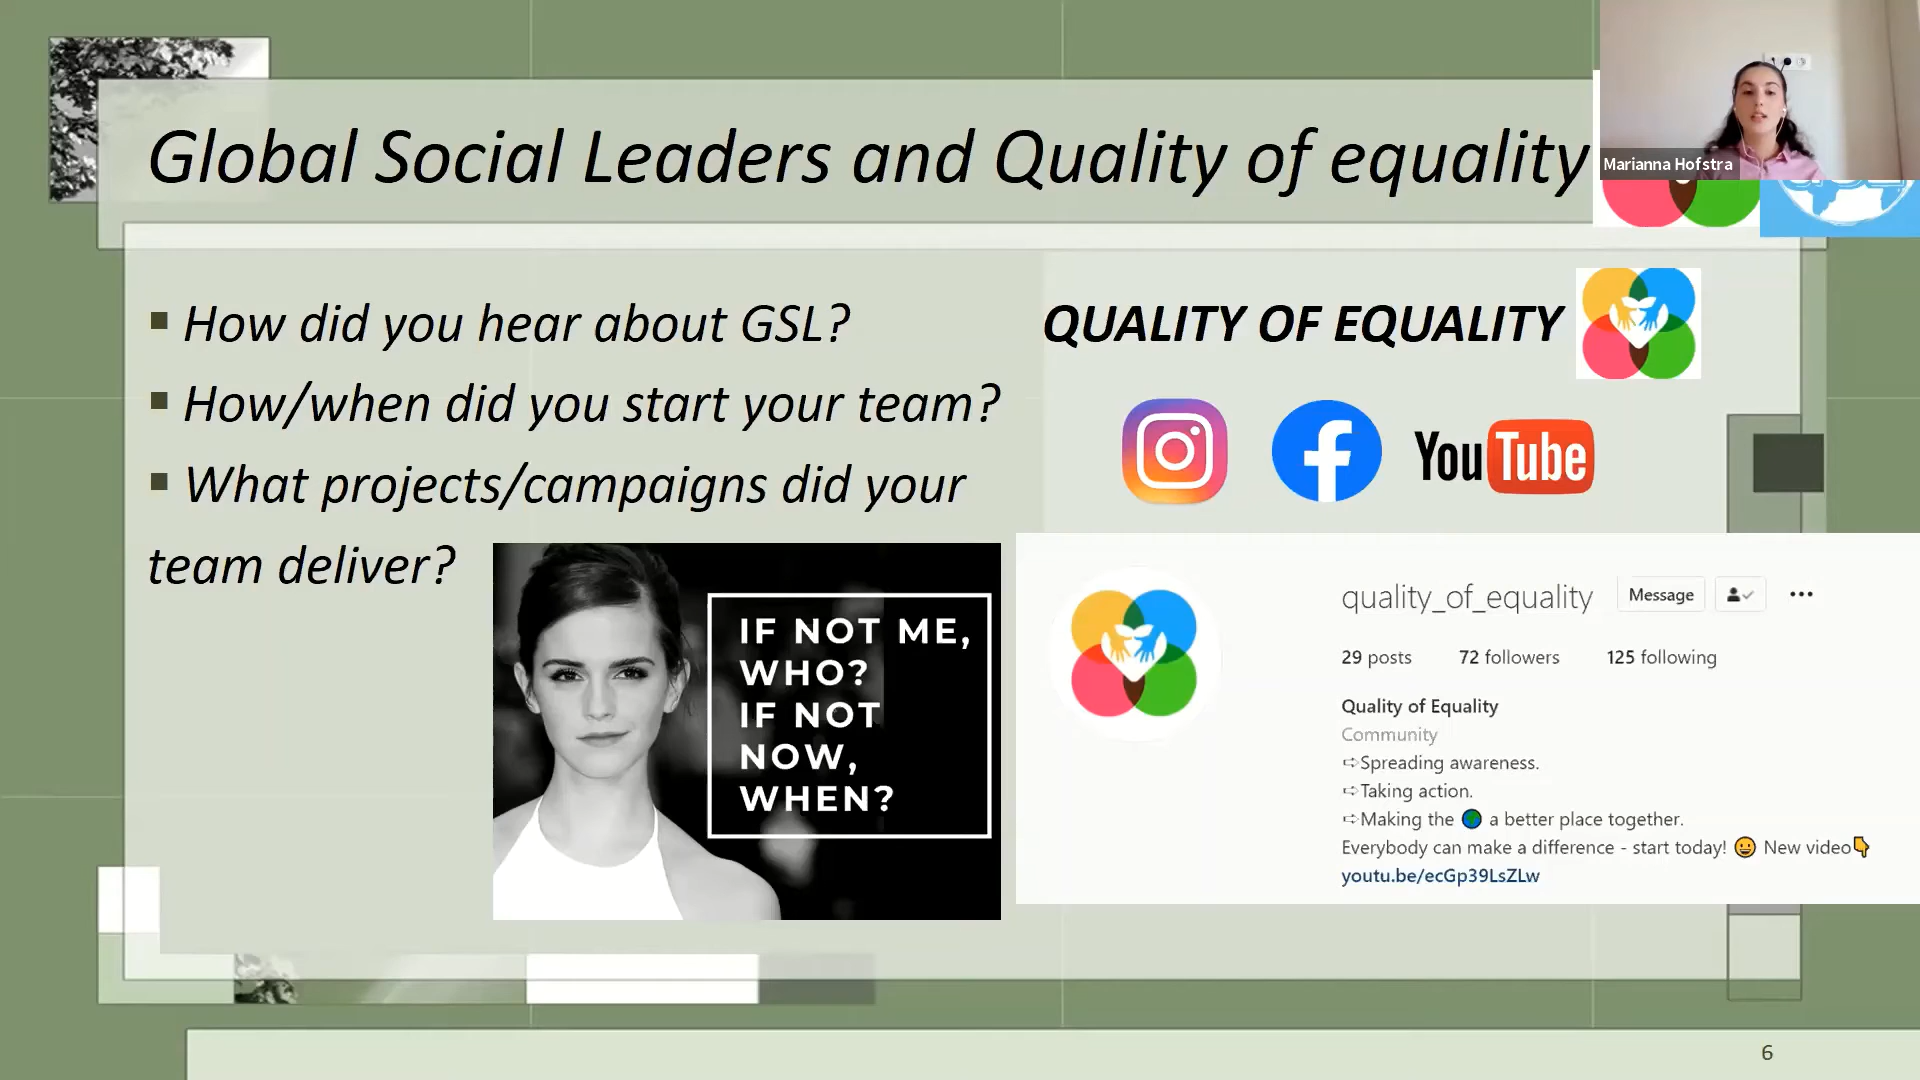 Global Social Leaders and Quality of equality
Marianna Hofstra
▪ How did you hear about GSL?
▪ How/when did you start your team?
▪ What projects/campaigns did your
team deliver?
QUALITY OF EQUALITY
YouTube
IF NOT ME,
WHO?
IF NOT
NOW,
WHEN?
quality_of_equality Message
29 posts 72 followers 125 following
Quality of Equality
Community
➪Spreading awareness.
➪Taking action.
➪Making the 🌍 a better place together.
Everybody can make a difference - start today! 😀 New video👇
youtu.be/ecGp39LsZLw
6